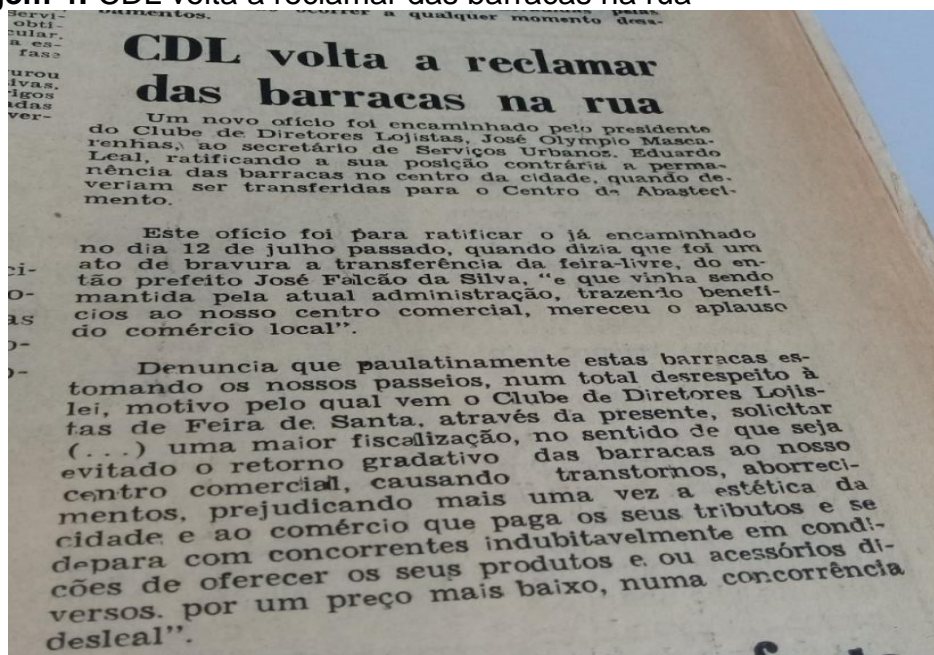 CDL volta a reclamar das barracas na rua
bamentos.
a qualquer momento desa-
CDL volta a reclamar
das barracas na rua
Um novo ofício foi encaminhado pelo presidente
do Clube de Diretores Lojistas, José Olympio Masca-
renhas, ao secretário de Serviços Urbanos, Eduardo
Leal, ratificando a sua posição contrária a perma-
nência das barracas no centro da cidade, quando de-
veriam ser transferidas para o Centro de Abasteci-
mento.
Este ofício foi para ratificar o já encaminhado
no dia 12 de julho passado, quando dizia que foi um
ato de bravura a transferência da feira-livre, do en-
tão prefeito José Falcão da Silva, "e que vinha sendo
mantida pela atual administração, trazendo benefí-
cios ao nosso centro comercial, mereceu o aplauso
do comércio local".
Denuncia que paulatinamente estas barracas es-
tomando os nossos passeios, num total desrespeito à
lei, motivo pelo qual vem o Clube de Diretores Lojis-
tas de Feira de Santa, através da presente, solicitar
(...) uma maior fiscalização, no sentido de que seja
evitado o retorno gradativo das barracas ao nosso
centro comercial, causando transtornos, aborreci-
mentos, prejudicando mais uma vez a estética da
cidade e ao comércio que paga os seus tributos e se
depara com concorrentes indubitavelmente em condi-
ções de oferecer os seus produtos e ou acessórios di-
versos. por um preço mais baixo, numa concorrência
desleal".